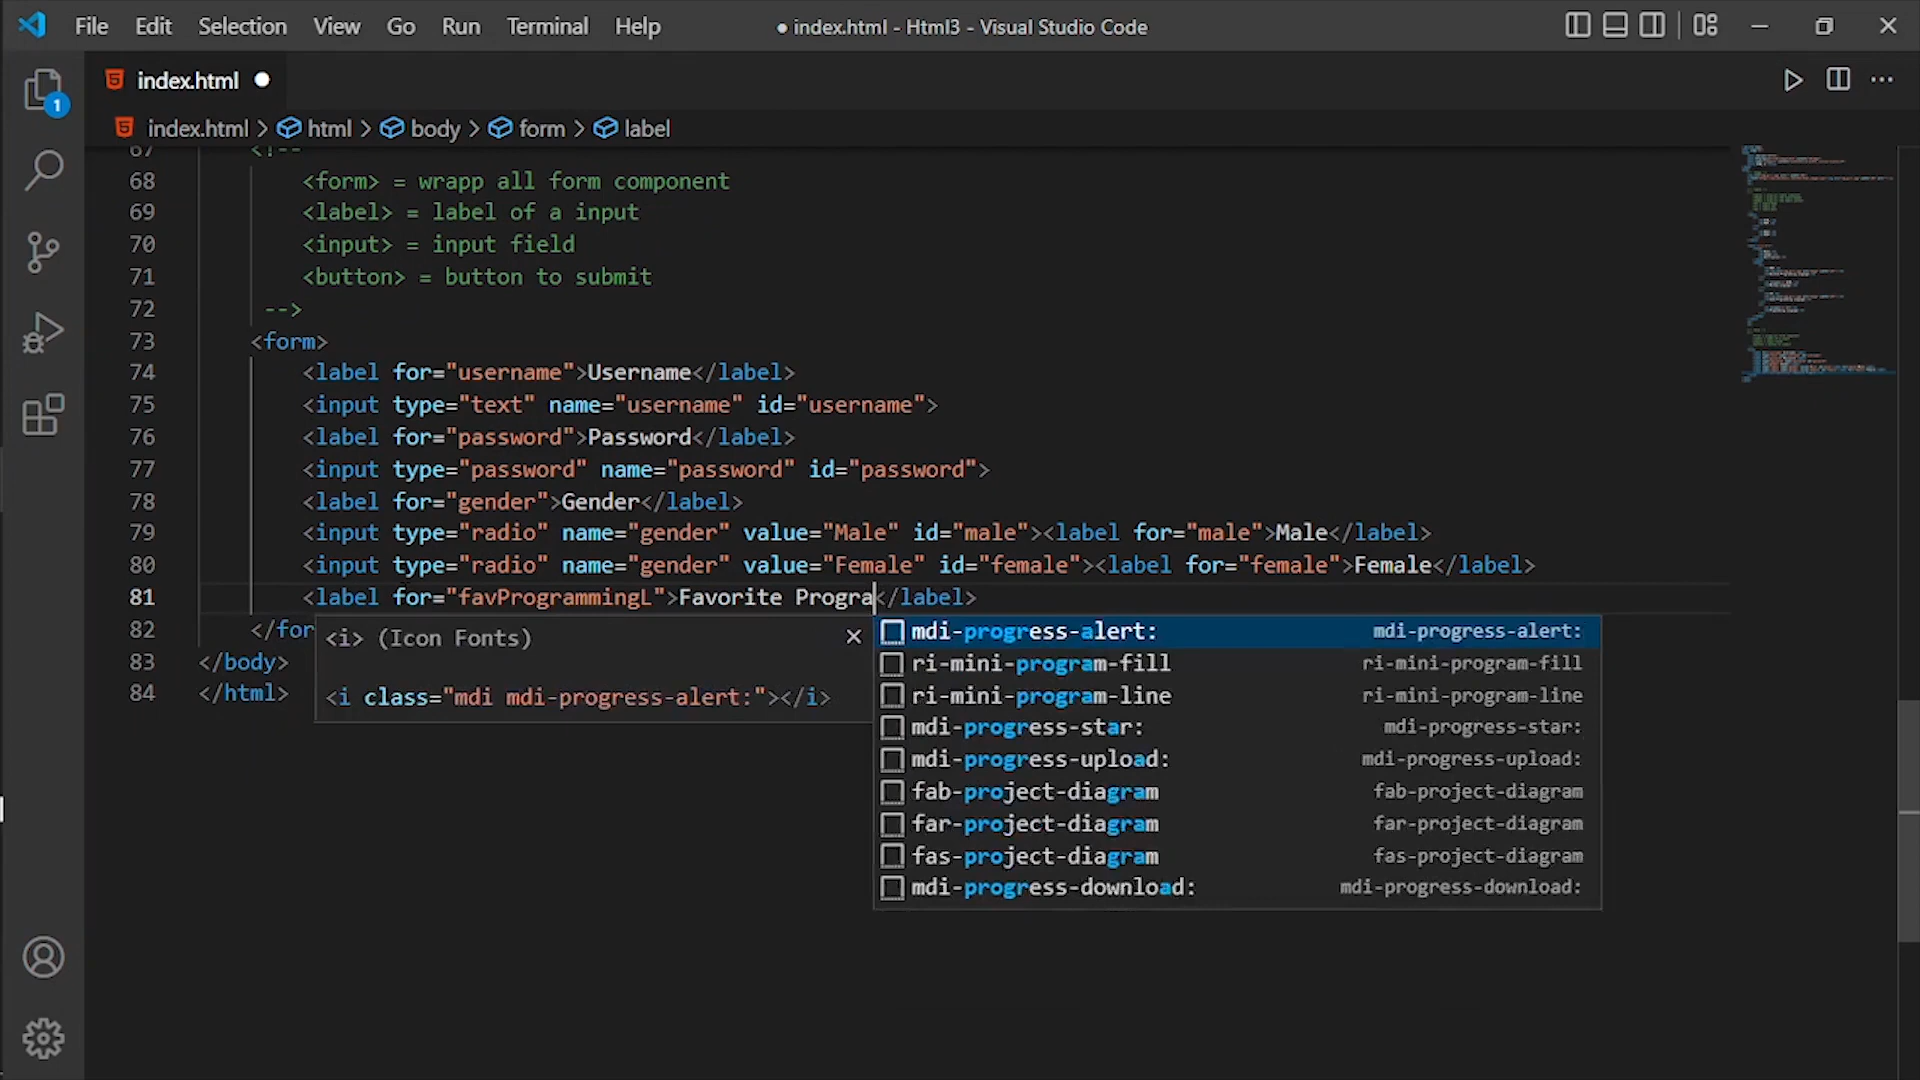 File Edit Selection View Go Run Terminal Help ● index.html - Html3 - Visual Studio Code
index.html
1
index.html > html > body > form > label
67 <!--
68 <form> = wrapp all form component
69 <label> = label of a input
70 <input> = input field
71 <button> = button to submit
72 -->
73 <form>
74 <label for="username">Username</label>
75 <input type="text" name="username" id="username">
76 <label for="password">Password</label>
77 <input type="password" name="password" id="password">
78 <label for="gender">Gender</label>
79 <input type="radio" name="gender" value="Male" id="male"><label for="male">Male</label>
80 <input type="radio" name="gender" value="Female" id="female"><label for="female">Female</label>
81 <label for="favProgrammingL">Favorite Progra</label>
82 </for
83 </body>
84 </html>
<i> (Icon Fonts)
<i class="mdi mdi-progress-alert:"></i>
mdi-progress-alert: mdi-progress-alert:
ri-mini-program-fill ri-mini-program-fill
ri-mini-program-line ri-mini-program-line
mdi-progress-star: mdi-progress-star:
mdi-progress-upload: mdi-progress-upload:
fab-project-diagram fab-project-diagram
far-project-diagram far-project-diagram
fas-project-diagram fas-project-diagram
mdi-progress-download: mdi-progress-download: